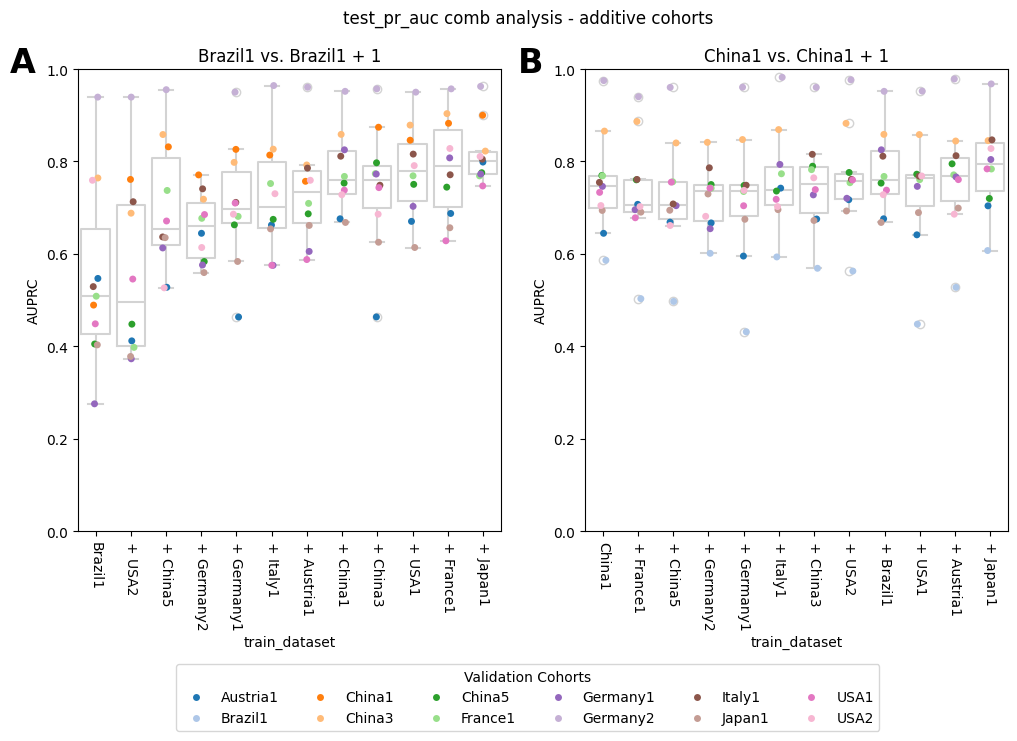 test_pr_auc comb analysis - additive cohorts
A
Brazil1 vs. Brazil1 + 1
AUPRC
1.0
0.8
0.6
0.4
0.2
0.0
Brazil1
+ USA2
+ China5
+ Germany2
+ Germany1
+ Italy1
+ Austria1
+ China1
+ China3
+ USA1
+ France1
+ Japan1
train_dataset
B
China1 vs. China1 + 1
AUPRC
1.0
0.8
0.6
0.4
0.2
0.0
China1
+ France1
+ China5
+ Germany2
+ Germany1
+ Italy1
+ China3
+ USA2
+ Brazil1
+ USA1
+ Austria1
+ Japan1
train_dataset
Validation Cohorts
Austria1 China1 China5 Germany1 Italy1 USA1
Brazil1 China3 France1 Germany2 Japan1 USA2